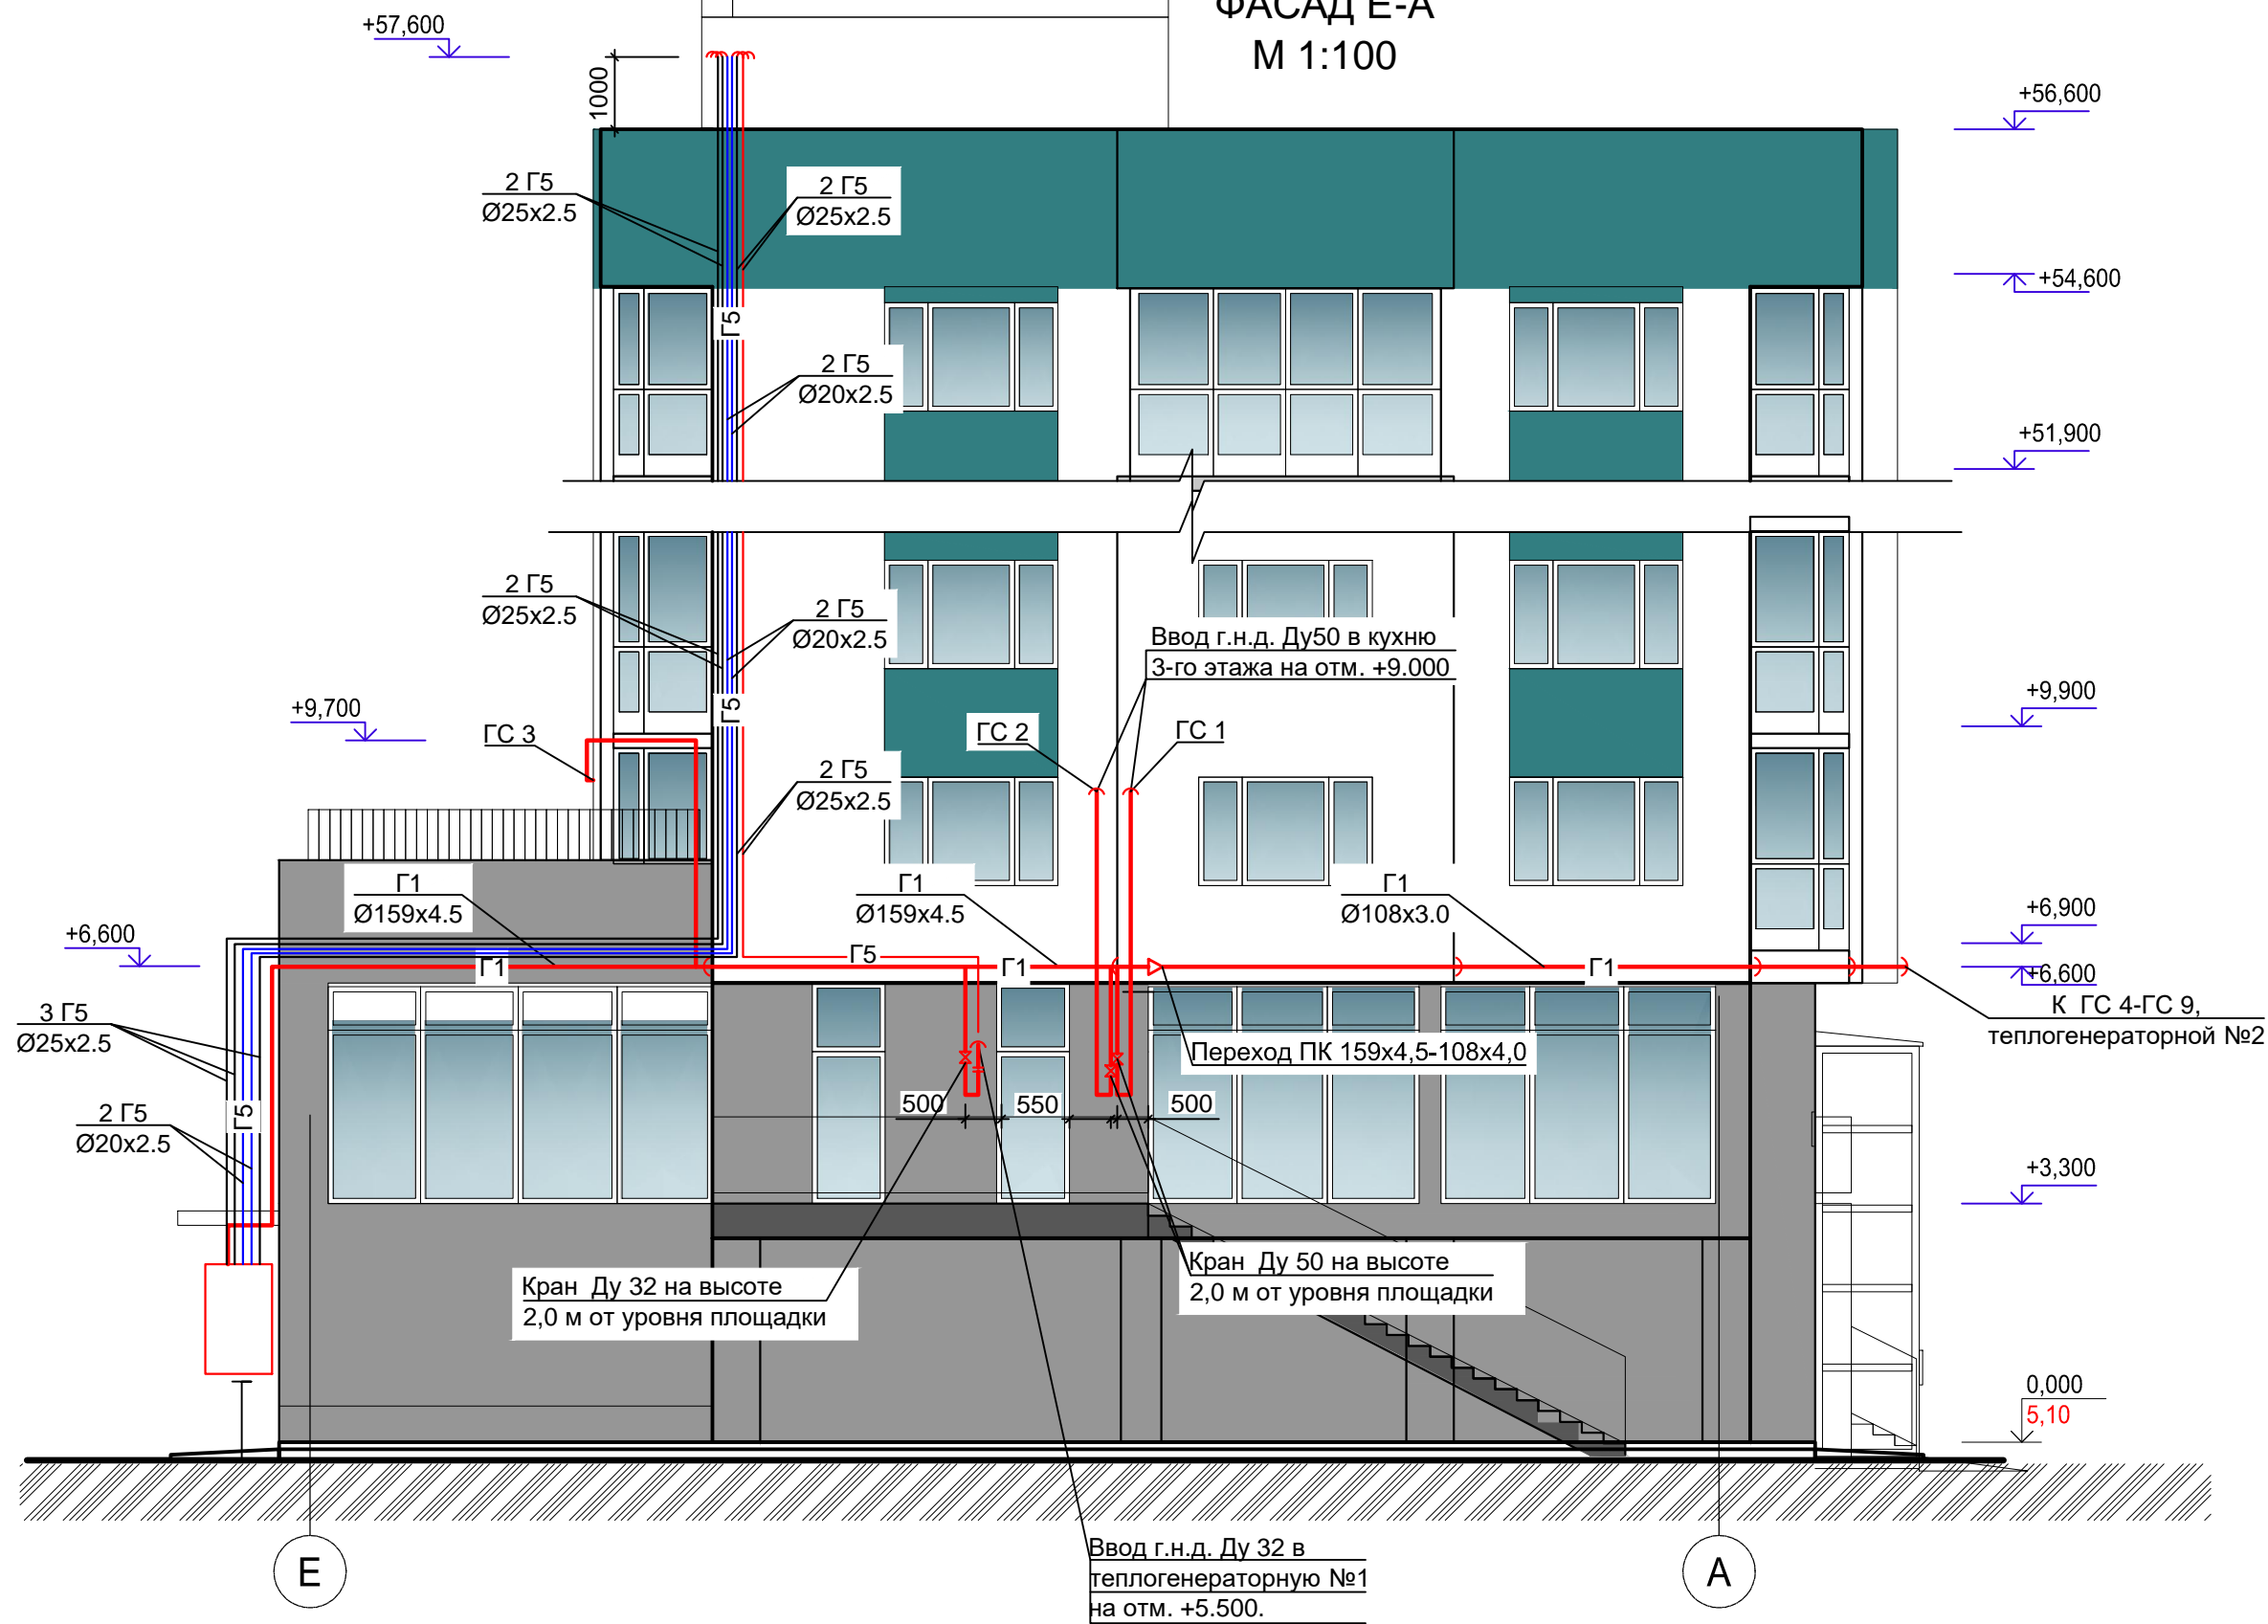 ФАСАД Е-А
М 1:100
+57,600
1000
+56,600
2 Г5
Ø25x2.5
2 Г5
Ø25x2.5
+54,600
Г5
2 Г5
Ø20x2.5
+51,900
2 Г5
Ø25x2.5
2 Г5
Ø20x2.5
Ввод г.н.д. Ду50 в кухню
3-го этажа на отм. +9.000
+9,700
ГС 3
Г5
ГС 2
ГС 1
+9,900
2 Г5
Ø25x2.5
Г1
Ø159x4.5
Г1
Ø159x4.5
Г1
Ø108x3.0
+6,900
+6,600
Г5
Г1
Г1
Г1
+6,600
К ГС 4-ГС 9,
теплогенераторной №2
3 Г5
Ø25x2.5
Переход ПК 159x4,5-108x4,0
500
550
500
2 Г5
Ø20x2.5
Г5
+3,300
Кран Ду 32 на высоте
2,0 м от уровня площадки
Кран Ду 50 на высоте
2,0 м от уровня площадки
0,000
5,10
Е
А
Ввод г.н.д. Ду 32 в
теплогенераторную №1
на отм. +5.500.